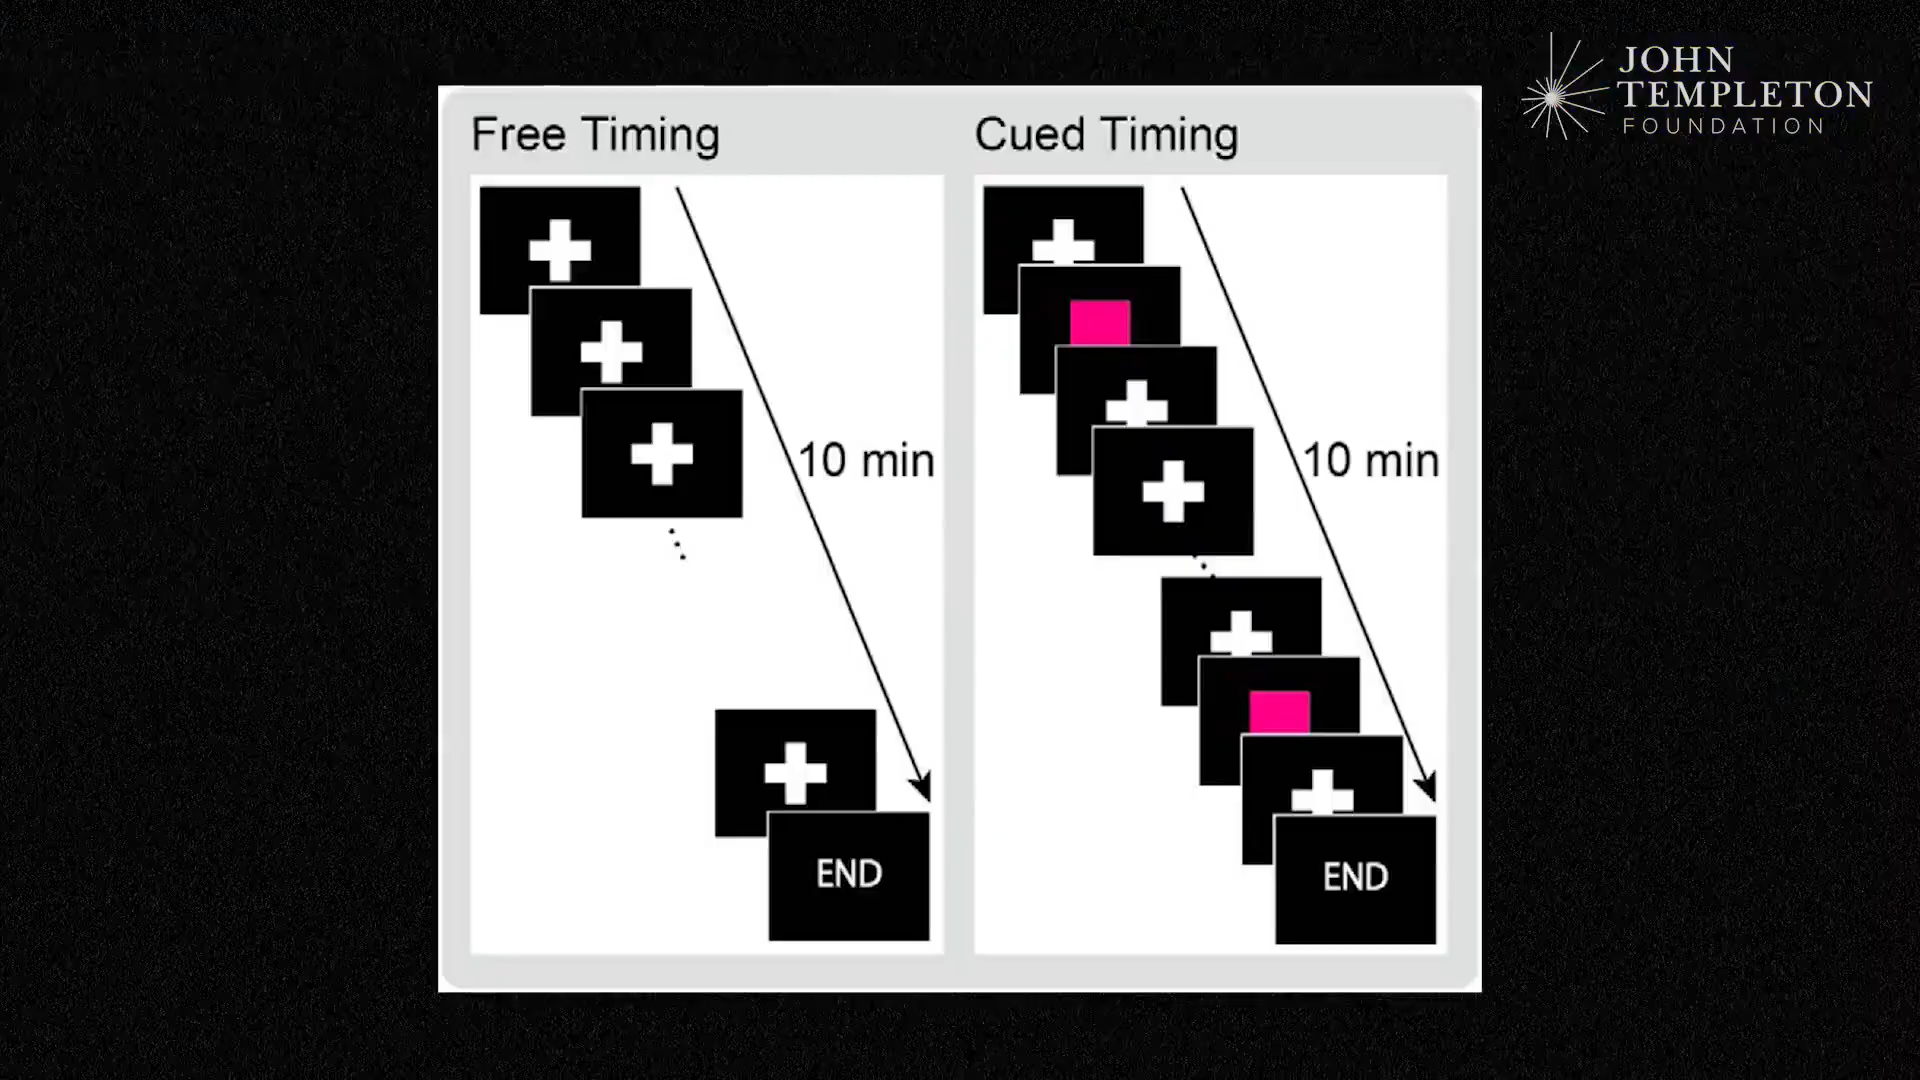 JOHN
TEMPLETON
FOUNDATION
Free Timing
Cued Timing
10 min
10 min
END
END